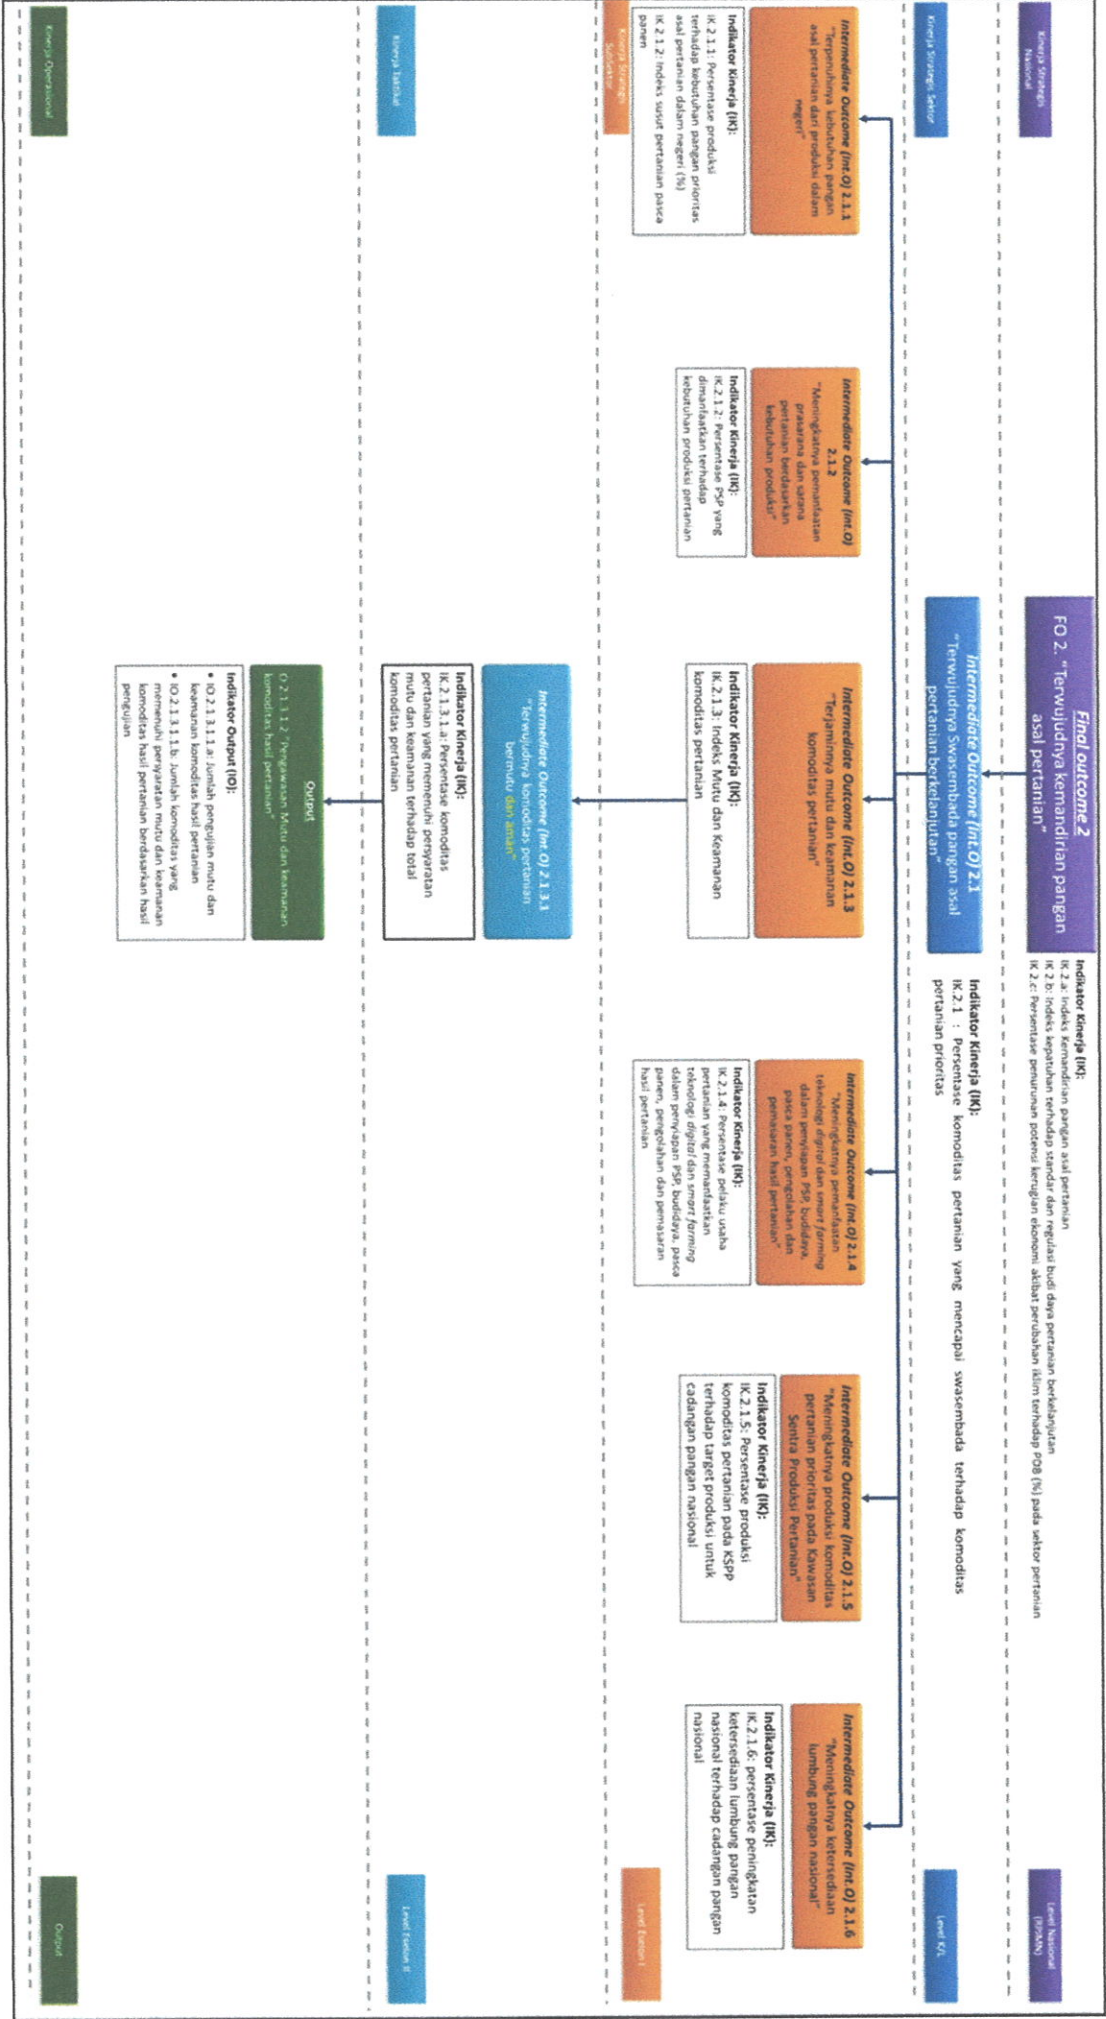 Kinerja Strategis
Nasional
Final outcome 2
FO 2. "Terwujudnya kemandirian pangan
asal pertanian"
Indikator Kinerja (IK):
IK 2.a: Indeks Kemandirian pangan asal pertanian
IK 2.b: Indeks kepatuhan terhadap standar dan regulasi budi daya pertanian berkelanjutan
IK 2.c: Persentase penurunan potensi kerugian ekonomi akibat perubahan iklim terhadap PDB (%) pada sektor pertanian
Level Nasional
(RPJMN)
Kinerja Strategis Sektor
Intermediate Outcome (Int.O) 2.1
"Terwujudnya Swasembada pangan asal
pertanian berkelanjutan"
Indikator Kinerja (IK):
IK.2.1 : Persentase komoditas pertanian yang mencapai swasembada terhadap komoditas
pertanian prioritas
Level K/L
Intermediate Outcome (Int.O) 2.1.1
"Terpenuhinya kebutuhan pangan
asal pertanian dari produksi dalam
negeri"
Indikator Kinerja (IK):
IK.2.1.1: Persentase produksi
terhadap kebutuhan pangan prioritas
asal pertanian dalam negeri (%)
IK 2.1.2: Indeks susut pertanian pasca
panen
Kinerja Strategis
SubSektor
Intermediate Outcome (Int.O)
2.1.2
"Meningkatnya pemanfaatan
prasarana dan sarana
pertanian berdasarkan
kebutuhan produksi"
Indikator Kinerja (IK):
IK.2.1.2: Persentase PSP yang
dimanfaatkan terhadap
kebutuhan produksi pertanian
Intermediate Outcome (Int.O) 2.1.3
"Terjaminnya mutu dan keamanan
komoditas pertanian"
Indikator Kinerja (IK):
IK.2.1.3: Indeks Mutu dan Keamanan
komoditas pertanian
Intermediate Outcome (Int.O) 2.1.4
"Meningkatnya pemanfaatan
teknologi digital dan smart farming
dalam penyiapan PSP, budidaya,
pasca panen, pengolahan dan
pemasaran hasil pertanian"
Indikator Kinerja (IK):
IK.2.1.4: Persentase pelaku usaha
pertanian yang memanfaatkan
teknologi digital dan smart farming
dalam penyiapan PSP, budidaya, pasca
panen, pengolahan dan pemasaran
hasil pertanian
Intermediate Outcome (Int.O) 2.1.5
"Meningkatnya produksi komoditas
pertanian prioritas pada Kawasan
Sentra Produksi Pertanian"
Indikator Kinerja (IK):
IK.2.1.5: Persentase produksi
komoditas pertanian pada KSPP
terhadap target produksi untuk
cadangan pangan nasional
Intermediate Outcome (Int.O) 2.1.6
"Meningkatnya ketersediaan
lumbung pangan nasional"
Indikator Kinerja (IK):
IK.2.1.6: persentase peningkatan
ketersediaan lumbung pangan
nasional terhadap cadangan pangan
nasional
Level Eselon I
Kinerja Taktikal
Intermediate Outcome (Int.O) 2.1.3.1
"Terwujudnya komoditas pertanian
bermutu dan aman"
Indikator Kinerja (IK):
IK.2.1.3.1.a: Persentase komoditas
pertanian yang memenuhi persyaratan
mutu dan keamanan terhadap total
komoditas pertanian
Level Eselon II
Kinerja Operasional
Output
O 2.1.3.1.2 "Pengawasan Mutu dan keamanan
komoditas hasil pertanian"
Indikator Output (IO):
• IO.2.1.3.1.1.a: Jumlah pengujian mutu dan
keamanan komoditas hasil pertanian
• IO.2.1.3.1.1.b: Jumlah komoditas yang
memenuhi persyaratan mutu dan keamanan
komoditas hasil pertanian berdasarkan hasil
pengujian
Output